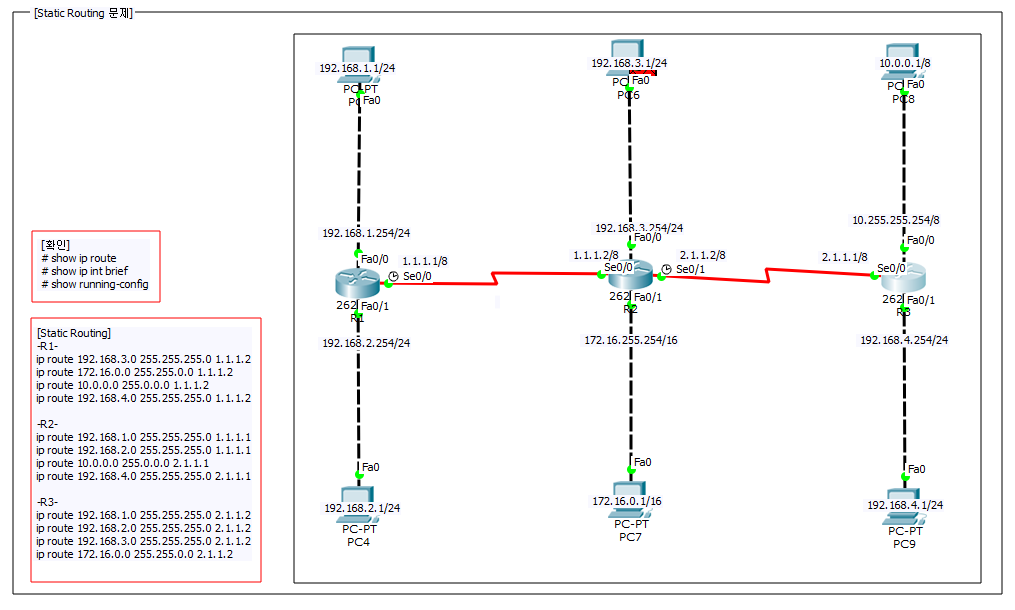 [Static Routing 문제]
192.168.1.1/24
PC-PT
Fa0
192.168.3.1/24
Fa0
PC6
10.0.0.1/8
Fa0
PC8
192.168.1.254/24
Fa0/0
1.1.1.1/8
Se0/0
Fa0/1
R1
192.168.2.254/24
192.168.3.254/24
Fa0/0
1.1.1.2/8
Se0/0
2.1.1.2/8
Se0/1
262
Fa0/1
R2
172.16.255.254/16
10.255.255.254/8
Fa0/0
2.1.1.1/8
Se0/0
262
Fa0/1
R3
192.168.4.254/24
[확인]
# show ip route
# show ip int brief
# show running-config
[Static Routing]
-R1-
ip route 192.168.3.0 255.255.255.0 1.1.1.2
ip route 172.16.0.0 255.255.0.0 1.1.1.2
ip route 10.0.0.0 255.0.0.0 1.1.1.2
ip route 192.168.4.0 255.255.255.0 1.1.1.2
-R2-
ip route 192.168.1.0 255.255.255.0 1.1.1.1
ip route 192.168.2.0 255.255.255.0 1.1.1.1
ip route 10.0.0.0 255.0.0.0 2.1.1.1
ip route 192.168.4.0 255.255.255.0 2.1.1.1
-R3-
ip route 192.168.1.0 255.255.255.0 2.1.1.2
ip route 192.168.2.0 255.255.255.0 2.1.1.2
ip route 192.168.3.0 255.255.255.0 2.1.1.2
ip route 172.16.0.0 255.255.0.0 2.1.1.2
Fa0
192.168.2.1/24
PC-PT
PC4
Fa0
172.16.0.1/16
PC-PT
PC7
Fa0
192.168.4.1/24
PC-PT
PC9